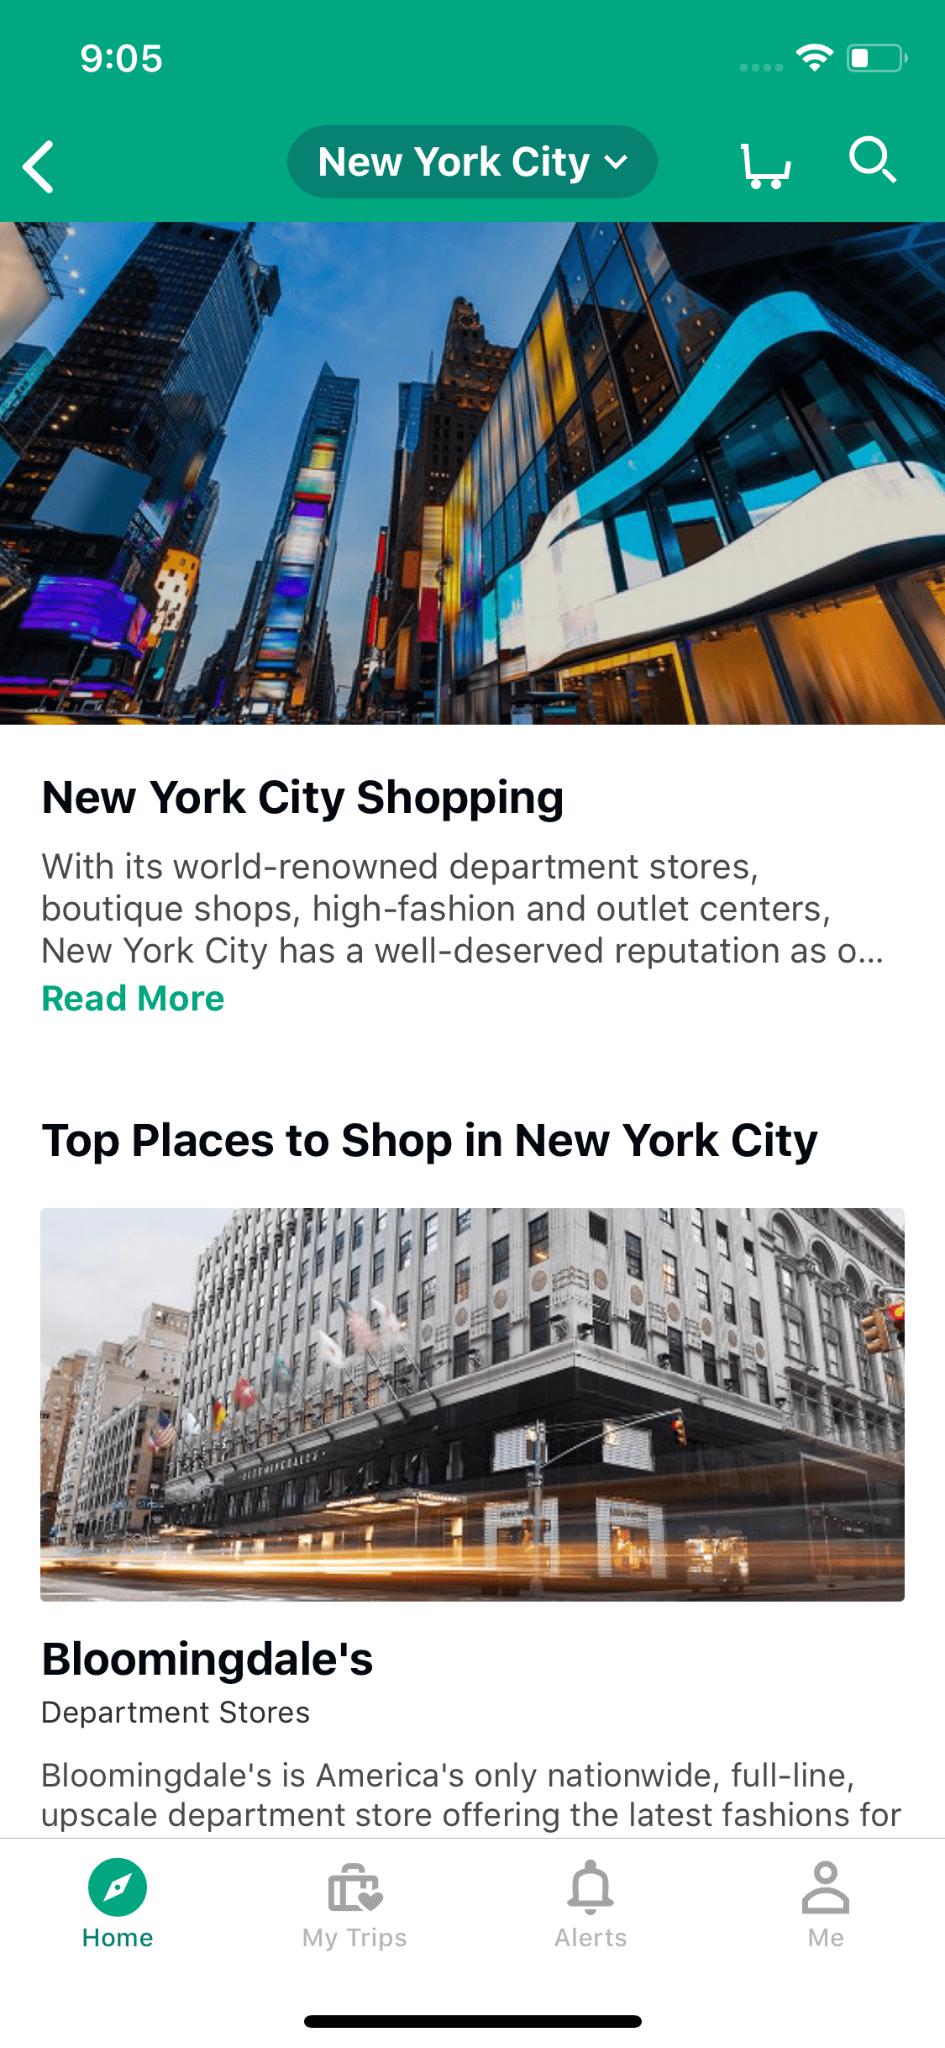 9:05
New York City
New York City Shopping
With its world-renowned department stores,
boutique shops, high-fashion and outlet centers,
New York City has a well-deserved reputation as o...
Read More
Top Places to Shop in New York City
BLOOMINGDALE'S
Bloomingdale's
Department Stores
Bloomingdale's is America's only nationwide, full-line,
upscale department store offering the latest fashions for
Home
My Trips
Alerts
Me